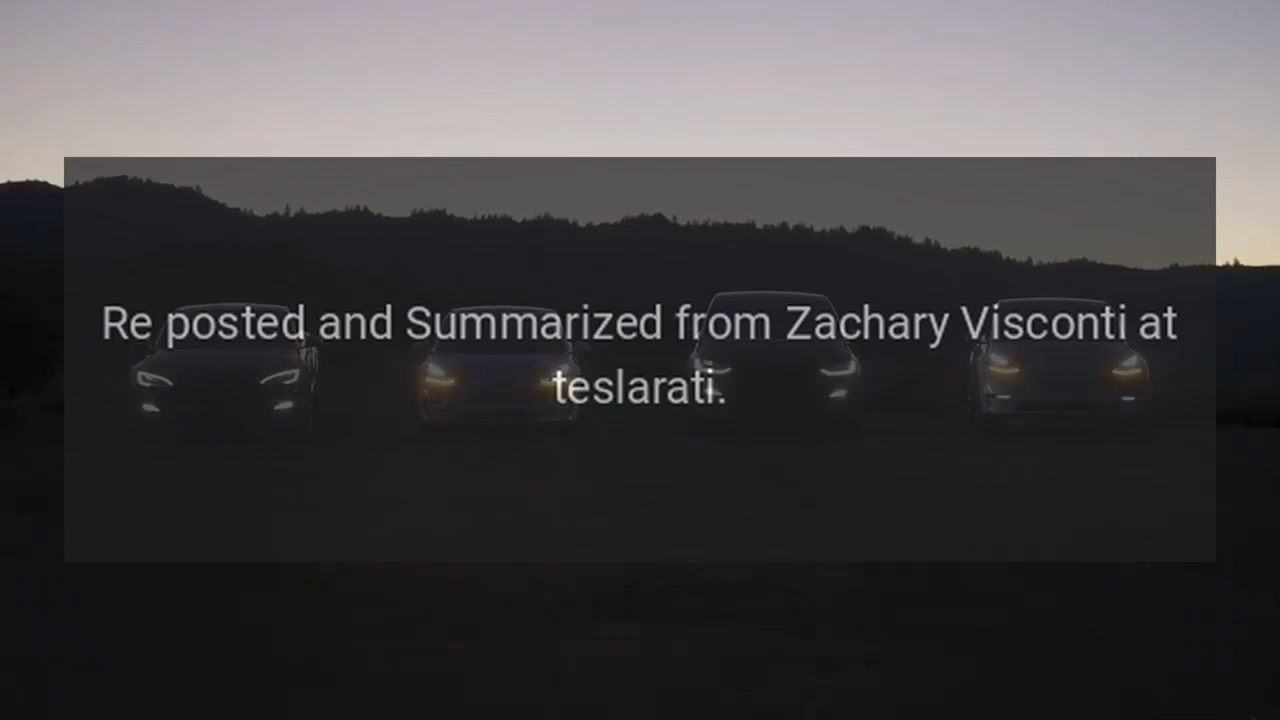 Re posted and Summarized from Zachary Visconti at
teslarati.